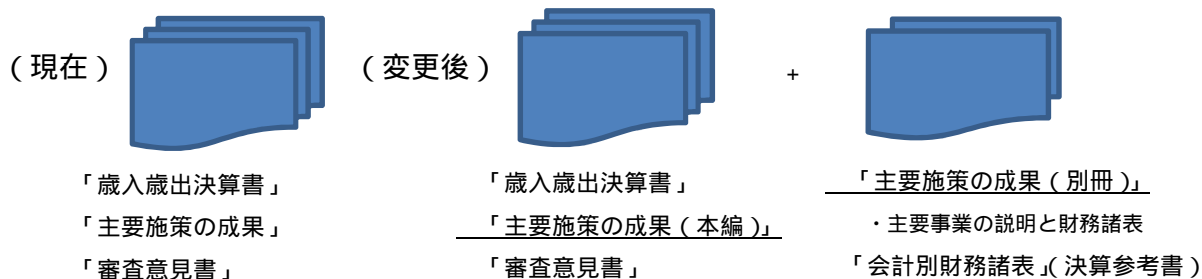 （現在）
（変更後）
+
「歳入歳出決算書」
「主要施策の成果」
「審査意見書」
「歳入歳出決算書」
「主要施策の成果（本編）」
「審査意見書」
「主要施策の成果（別冊）」
・主要事業の説明と財務諸表
「会計別財務諸表」（決算参考書）